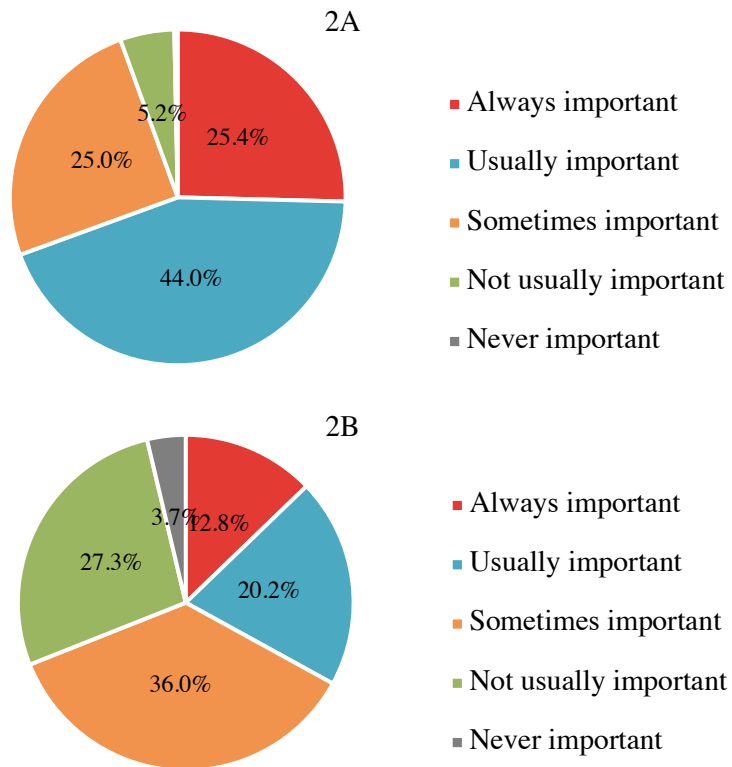 2A
25.4%
44.0%
25.0%
5.2%
Always important
Usually important
Sometimes important
Not usually important
Never important
2B
12.8%
20.2%
36.0%
27.3%
3.7%
Always important
Usually important
Sometimes important
Not usually important
Never important